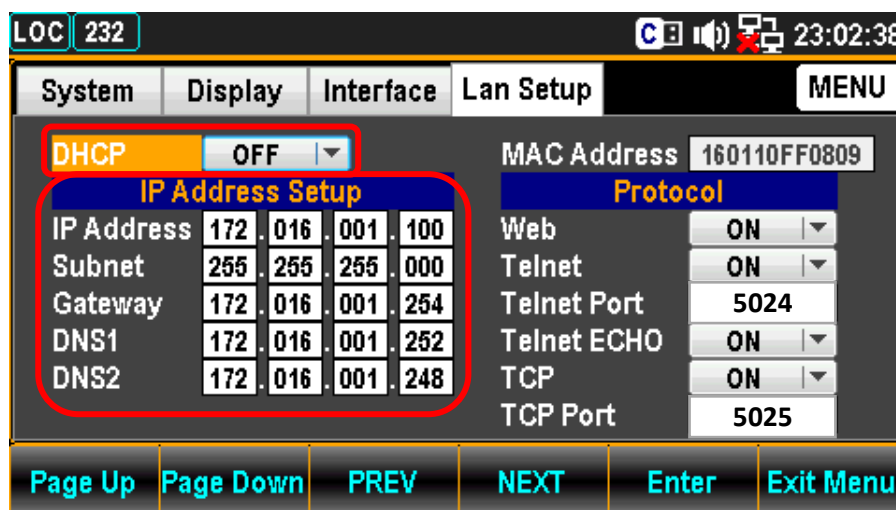 LOC 232 C 23:02:38
System Display Interface Lan Setup MENU
DHCP OFF
IP Address Setup
IP Address 172 . 016 . 001 . 100
Subnet 255 . 255 . 255 . 000
Gateway 172 . 016 . 001 . 254
DNS1 172 . 016 . 001 . 252
DNS2 172 . 016 . 001 . 248
MAC Address 160110FF0809
Protocol
Web ON
Telnet ON
Telnet Port 5024
Telnet ECHO ON
TCP ON
TCP Port 5025
Page Up Page Down PREV NEXT Enter Exit Menu